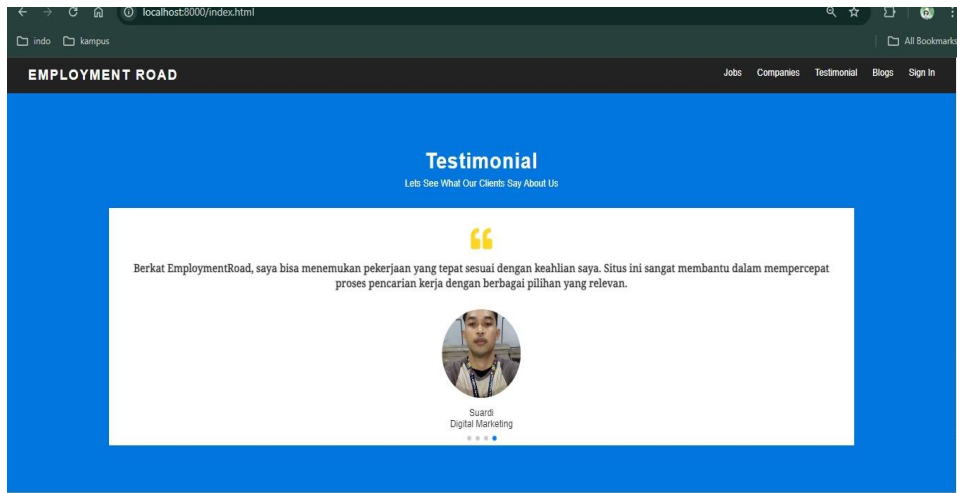 localhost:8000/index.html
indo kampus All Bookmarks
EMPLOYMENT ROAD Jobs Companies Testimonial Blogs Sign In
Testimonial
Lets See What Our Clients Say About Us
Berkat EmploymentRoad, saya bisa menemukan pekerjaan yang tepat sesuai dengan keahlian saya. Situs ini sangat membantu dalam mempercepat
proses pencarian kerja dengan berbagai pilihan yang relevan.
Suardi
Digital Marketing